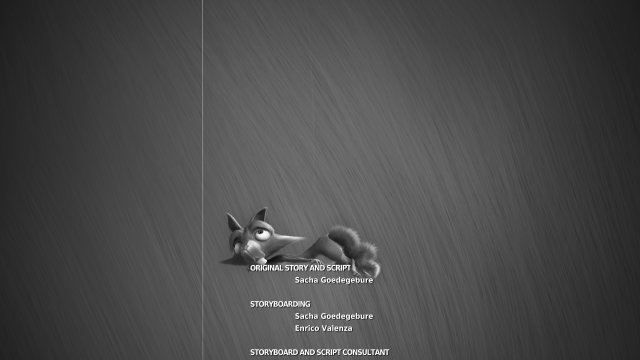 ORIGINAL STORY AND SCRIPT
Sacha Goedegebure
STORYBOARDING
Sacha Goedegebure
Enrico Valenza
STORYBOARD AND SCRIPT CONSULTANT